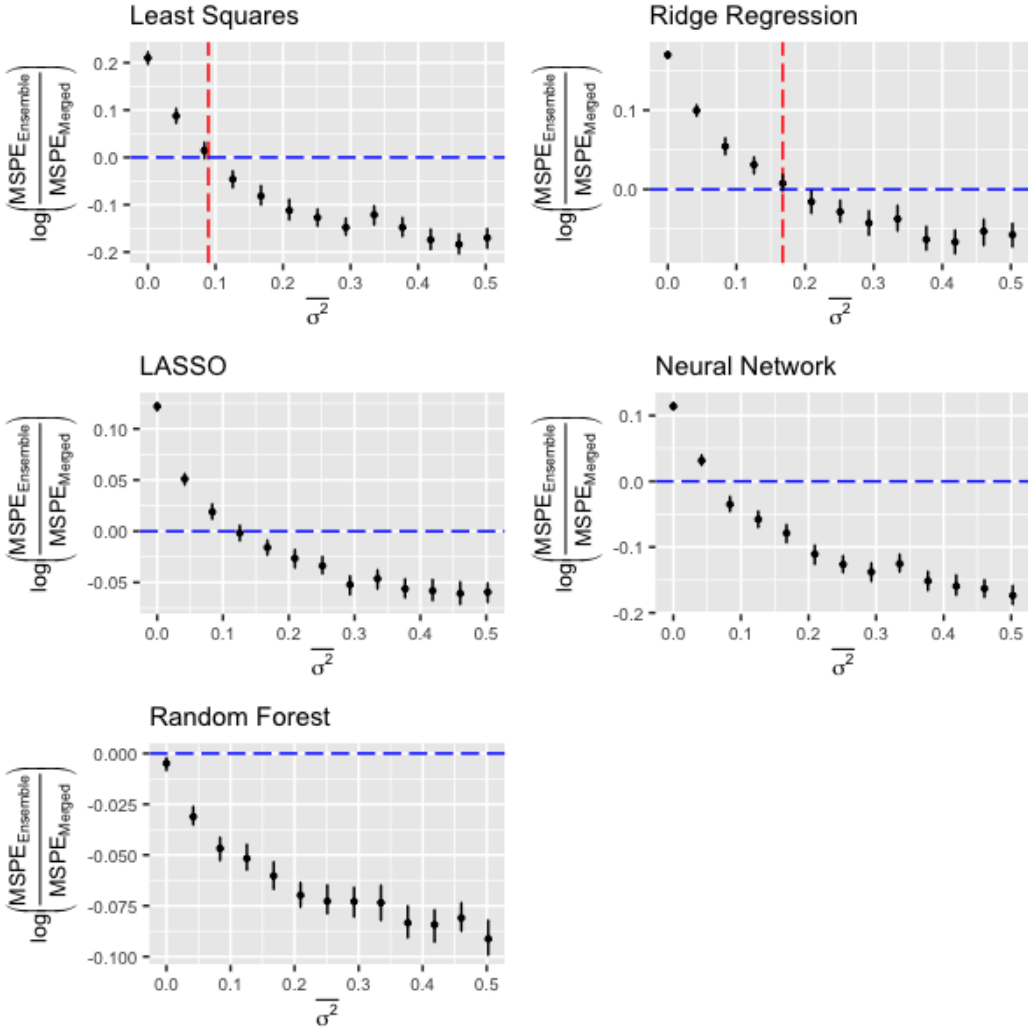 Least Squares
log(MSPE_Ensemble / MSPE_Merged)
0.2
0.1
0.0
-0.1
-0.2
0.0 0.1 0.2 0.3 0.4 0.5
σ²
Ridge Regression
log(MSPE_Ensemble / MSPE_Merged)
0.1
0.0
0.0 0.1 0.2 0.3 0.4 0.5
σ²
LASSO
log(MSPE_Ensemble / MSPE_Merged)
0.10
0.05
0.00
-0.05
0.0 0.1 0.2 0.3 0.4 0.5
σ²
Neural Network
log(MSPE_Ensemble / MSPE_Merged)
0.1
0.0
-0.1
-0.2
0.0 0.1 0.2 0.3 0.4 0.5
σ²
Random Forest
log(MSPE_Ensemble / MSPE_Merged)
0.000
-0.025
-0.050
-0.075
-0.100
0.0 0.1 0.2 0.3 0.4 0.5
σ²